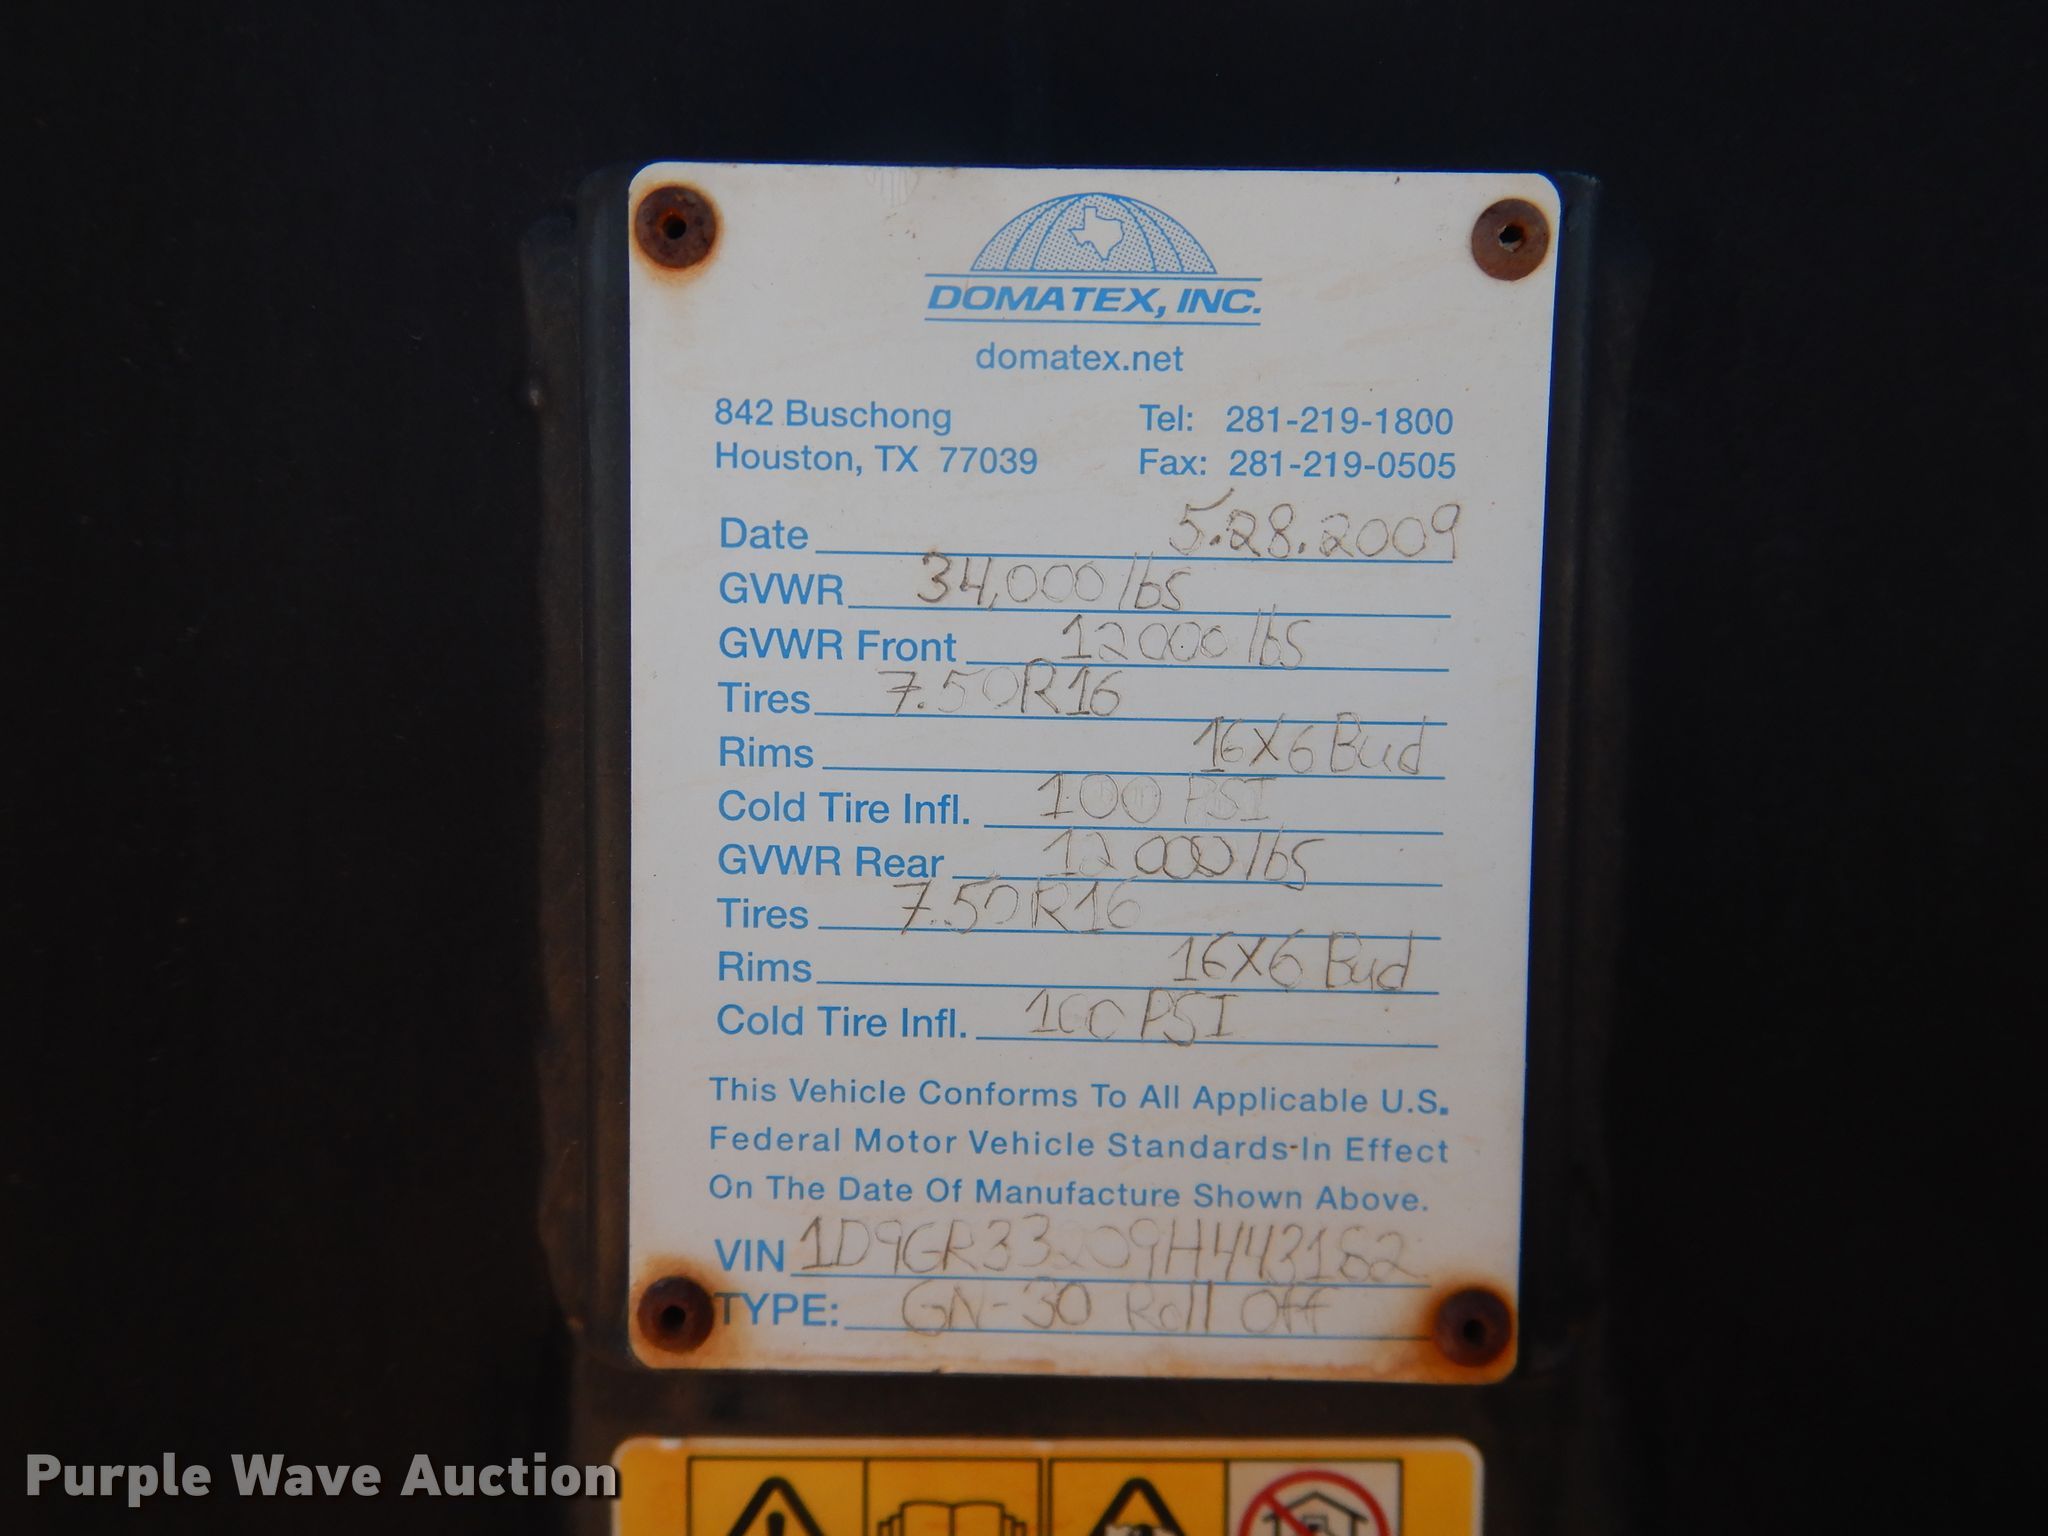 DOMATEX, INC.
domatex.net
842 Buschong
Houston, TX 77039
Tel: 281-219-1800
Fax: 281-219-0505
Date 5.28.2009
GVWR 34,000 lbs
GVWR Front 12000 lbs
Tires 7.50R16
Rims 16X6 Bud
Cold Tire Infl. 100 PSI
GVWR Rear 12000 lbs
Tires 7.50R16
Rims 16X6 Bud
Cold Tire Infl. 100 PSI
This Vehicle Conforms To All Applicable U.S.
Federal Motor Vehicle Standards-In Effect
On The Date Of Manufacture Shown Above.
VIN
TYPE: GN-30 Roll Off
Purple Wave Auction